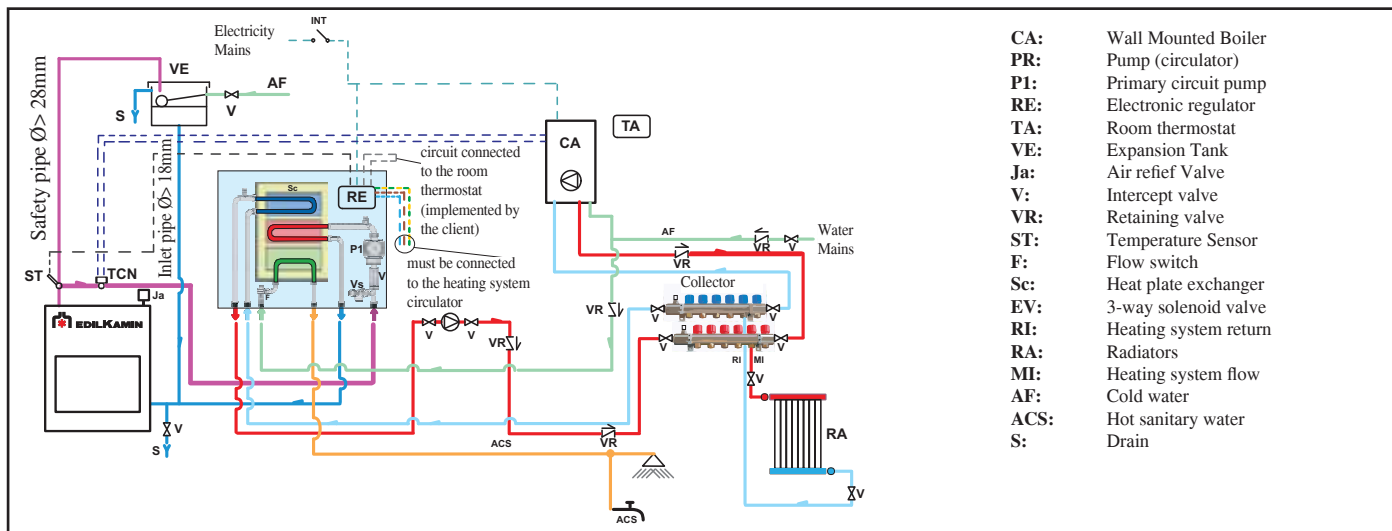 Electricity
Mains
INT
Safety pipe Ø> 28mm
VE
AF
V
S
Inlet pipe Ø> 18mm
TA
CA
circuit connected
to the room
thermostat
(implemented by
the client)
Sc
RE
P1
V
Vs
F
must be connected
to the heating system
circulator
AF
VR
V
Water
Mains
VR
ST
TCN
Ja
EDILKAMIN
Collector
VR
V
V
V
V
VR
V
V
RI
MI
V
V
S
ACS
VR
RA
V
ACS
CA: Wall Mounted Boiler
PR: Pump (circulator)
P1: Primary circuit pump
RE: Electronic regulator
TA: Room thermostat
VE: Expansion Tank
Ja: Air refief Valve
V: Intercept valve
VR: Retaining valve
ST: Temperature Sensor
F: Flow switch
Sc: Heat plate exchanger
EV: 3-way solenoid valve
RI: Heating system return
RA: Radiators
MI: Heating system flow
AF: Cold water
ACS: Hot sanitary water
S: Drain